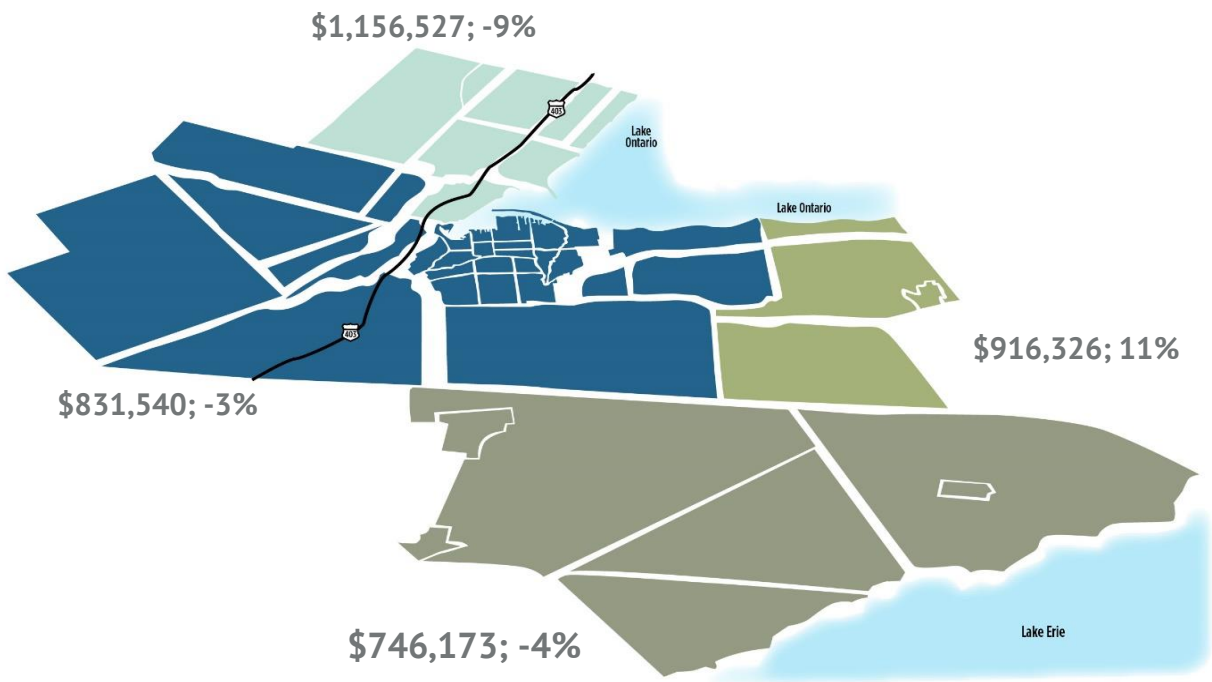 $1,156,527; -9%
403
Lake
Ontario
Lake Ontario
403
$916,326; 11%
$831,540; -3%
$746,173; -4%
Lake Erie